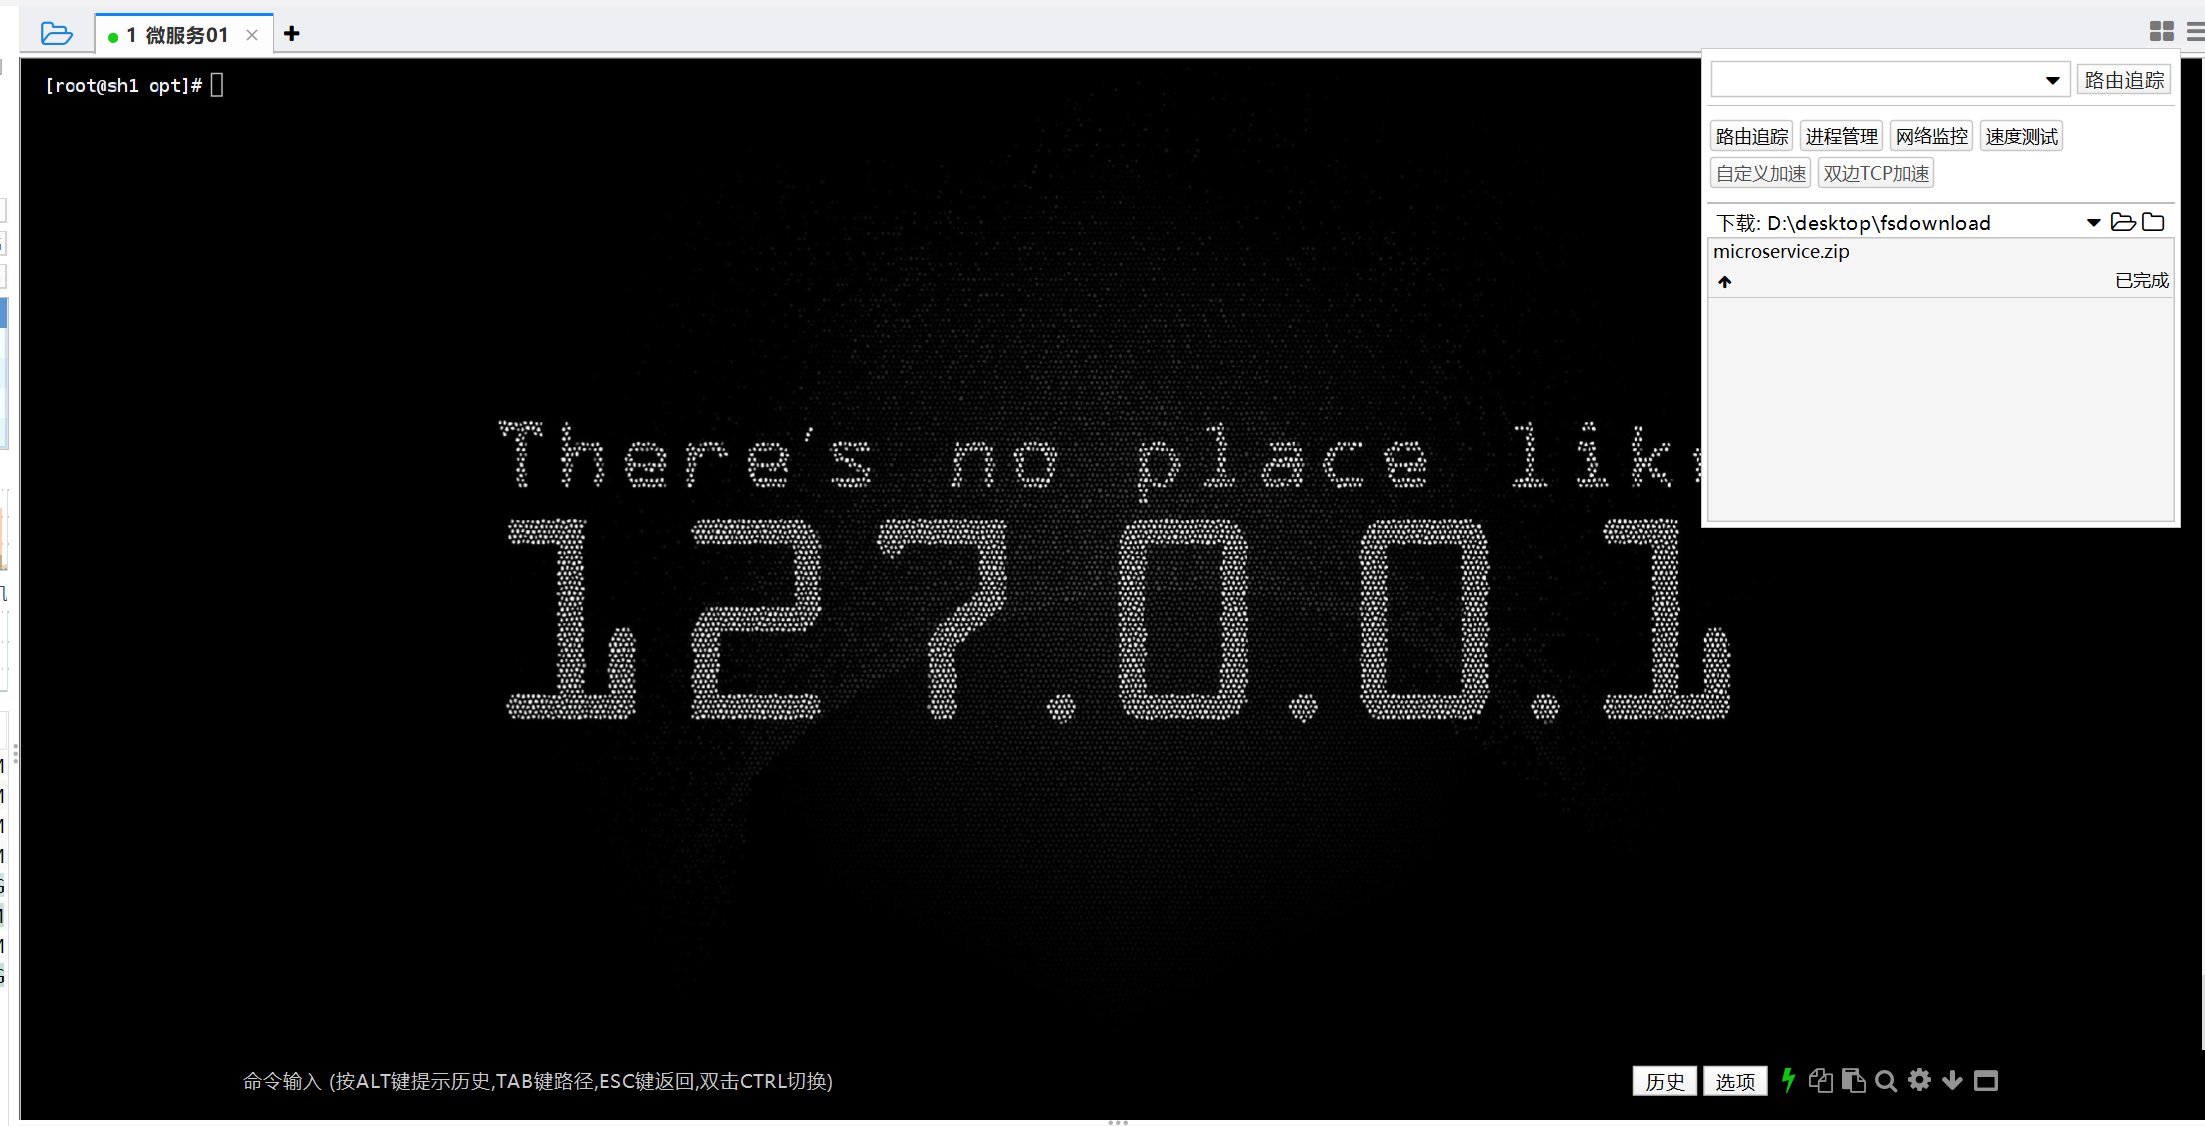 1 微服务01
[root@sh1 opt]#
路由追踪
路由追踪 进程管理 网络监控 速度测试
自定义加速 双边TCP加速
下载: D:\desktop\fsdownload
microservice.zip
已完成
There's no place lik
127.0.0.1
命令输入 (按ALT键提示历史,TAB键路径,ESC键返回,双击CTRL切换)
历史 选项
M
M
M
M
G
M
M
G